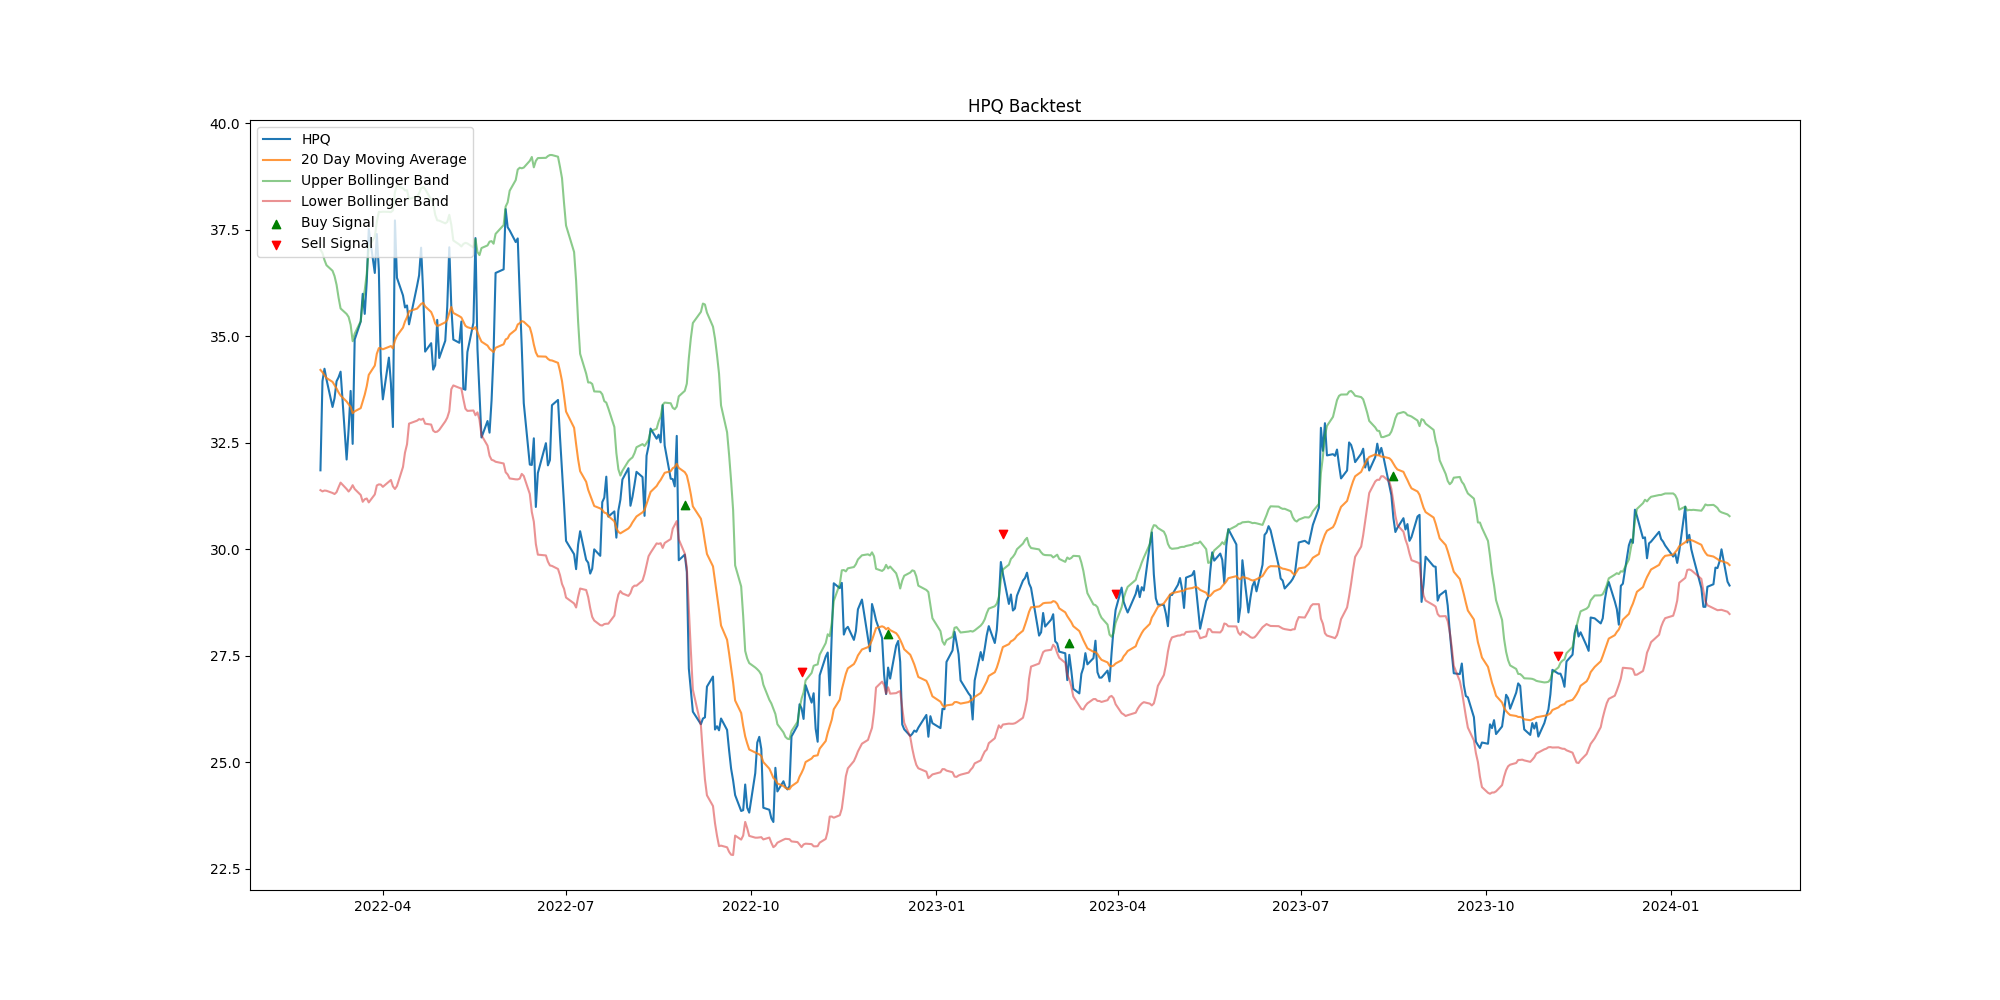 HPQ Backtest
40.0
37.5
35.0
32.5
30.0
27.5
25.0
22.5
HPQ
20 Day Moving Average
Upper Bollinger Band
Lower Bollinger Band
Buy Signal
Sell Signal
2022-04 2022-07 2022-10 2023-01 2023-04 2023-07 2023-10 2024-01